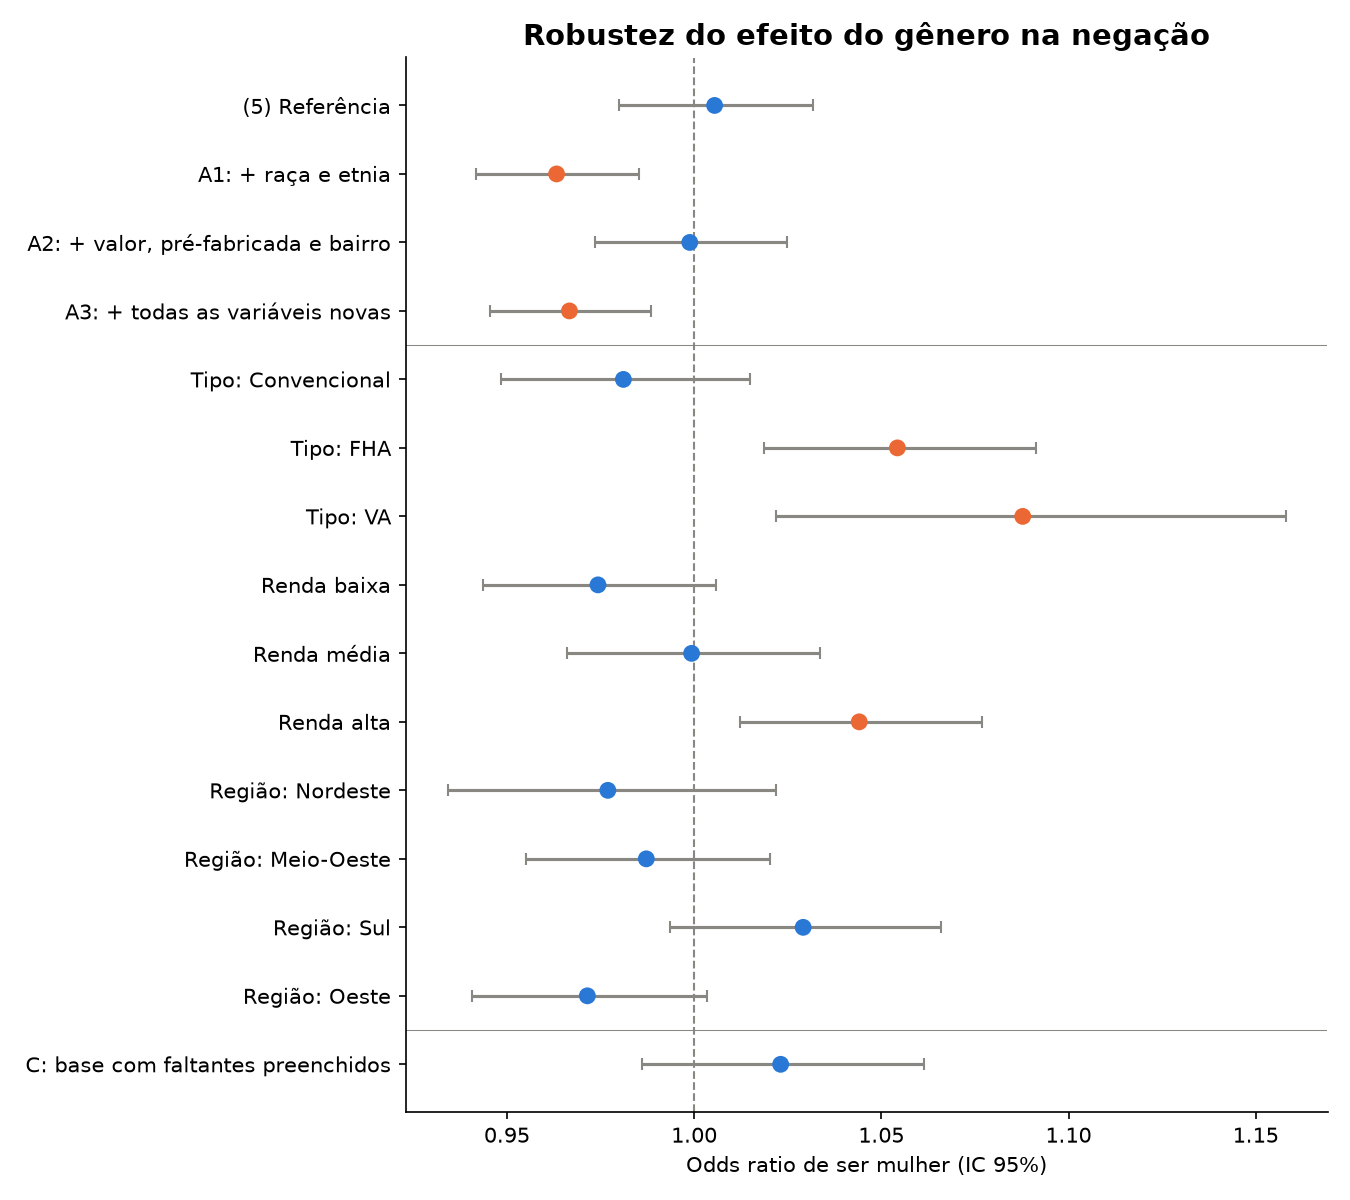 Robustez do efeito do gênero na negação
(5) Referência
A1: + raça e etnia
A2: + valor, pré-fabricada e bairro
A3: + todas as variáveis novas
Tipo: Convencional
Tipo: FHA
Tipo: VA
Renda baixa
Renda média
Renda alta
Região: Nordeste
Região: Meio-Oeste
Região: Sul
Região: Oeste
C: base com faltantes preenchidos
0.95 1.00 1.05 1.10 1.15
Odds ratio de ser mulher (IC 95%)